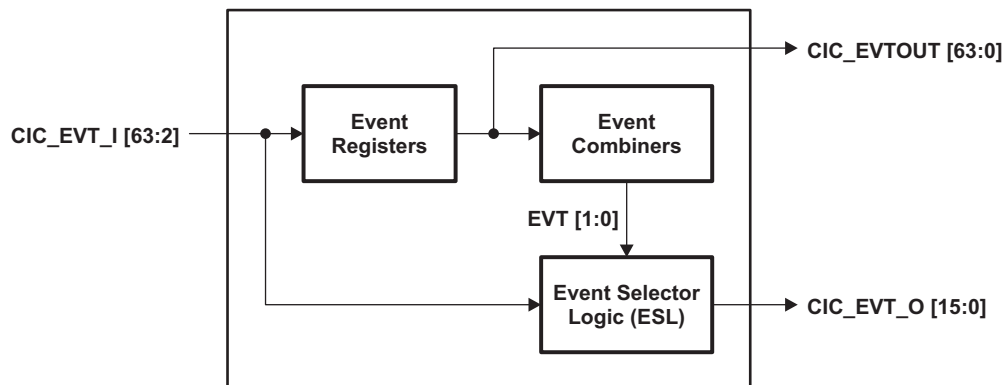 CIC_EVTOUT [63:0]
CIC_EVT_I [63:2]
Event
Registers
Event
Combiners
EVT [1:0]
Event Selector
Logic (ESL)
CIC_EVT_O [15:0]